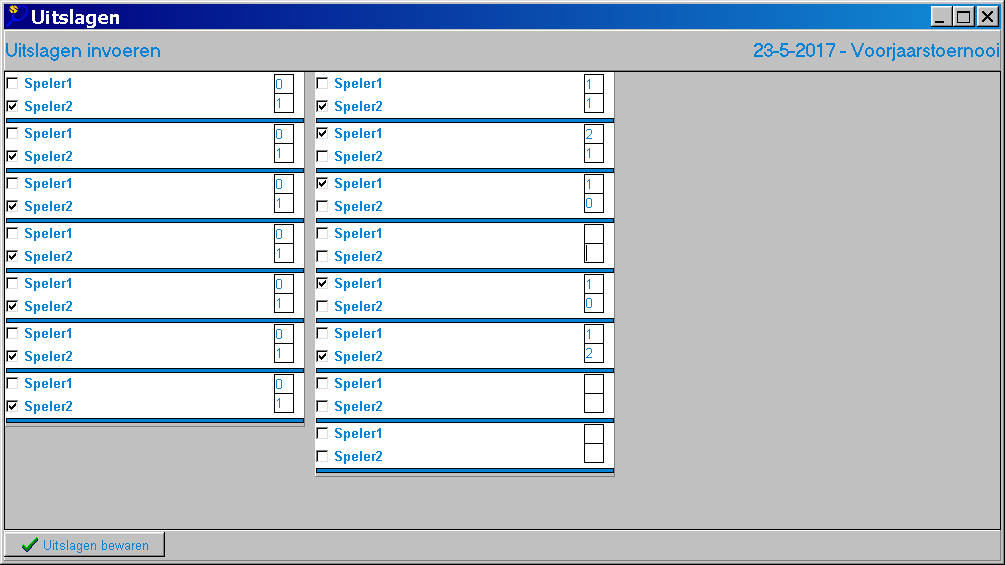 Uitslagen
Uitslagen invoeren
23-5-2017 - Voorjaarstoernooi
Speler1 0
Speler2 1
Speler1 0
Speler2 1
Speler1 0
Speler2 1
Speler1 0
Speler2 1
Speler1 0
Speler2 1
Speler1 0
Speler2 1
Speler1 0
Speler2 1
Speler1 1
Speler2 1
Speler1 2
Speler2 1
Speler1 1
Speler2 0
Speler1
Speler2
Speler1 1
Speler2 0
Speler1 1
Speler2 2
Speler1
Speler2
Speler1
Speler2
Uitslagen bewaren